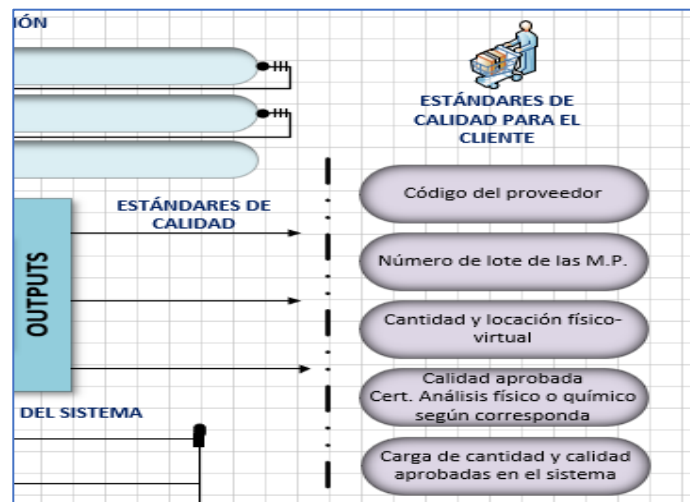 IÓN
ESTÁNDARES DE
CALIDAD PARA EL
CLIENTE
ESTÁNDARES DE
CALIDAD
OUTPUTS
DEL SISTEMA
Código del proveedor
Número de lote de las M.P.
Cantidad y locación físico-
virtual
Calidad aprobada
Cert. Análisis físico o químico
según corresponda
Carga de cantidad y calidad
aprobadas en el sistema